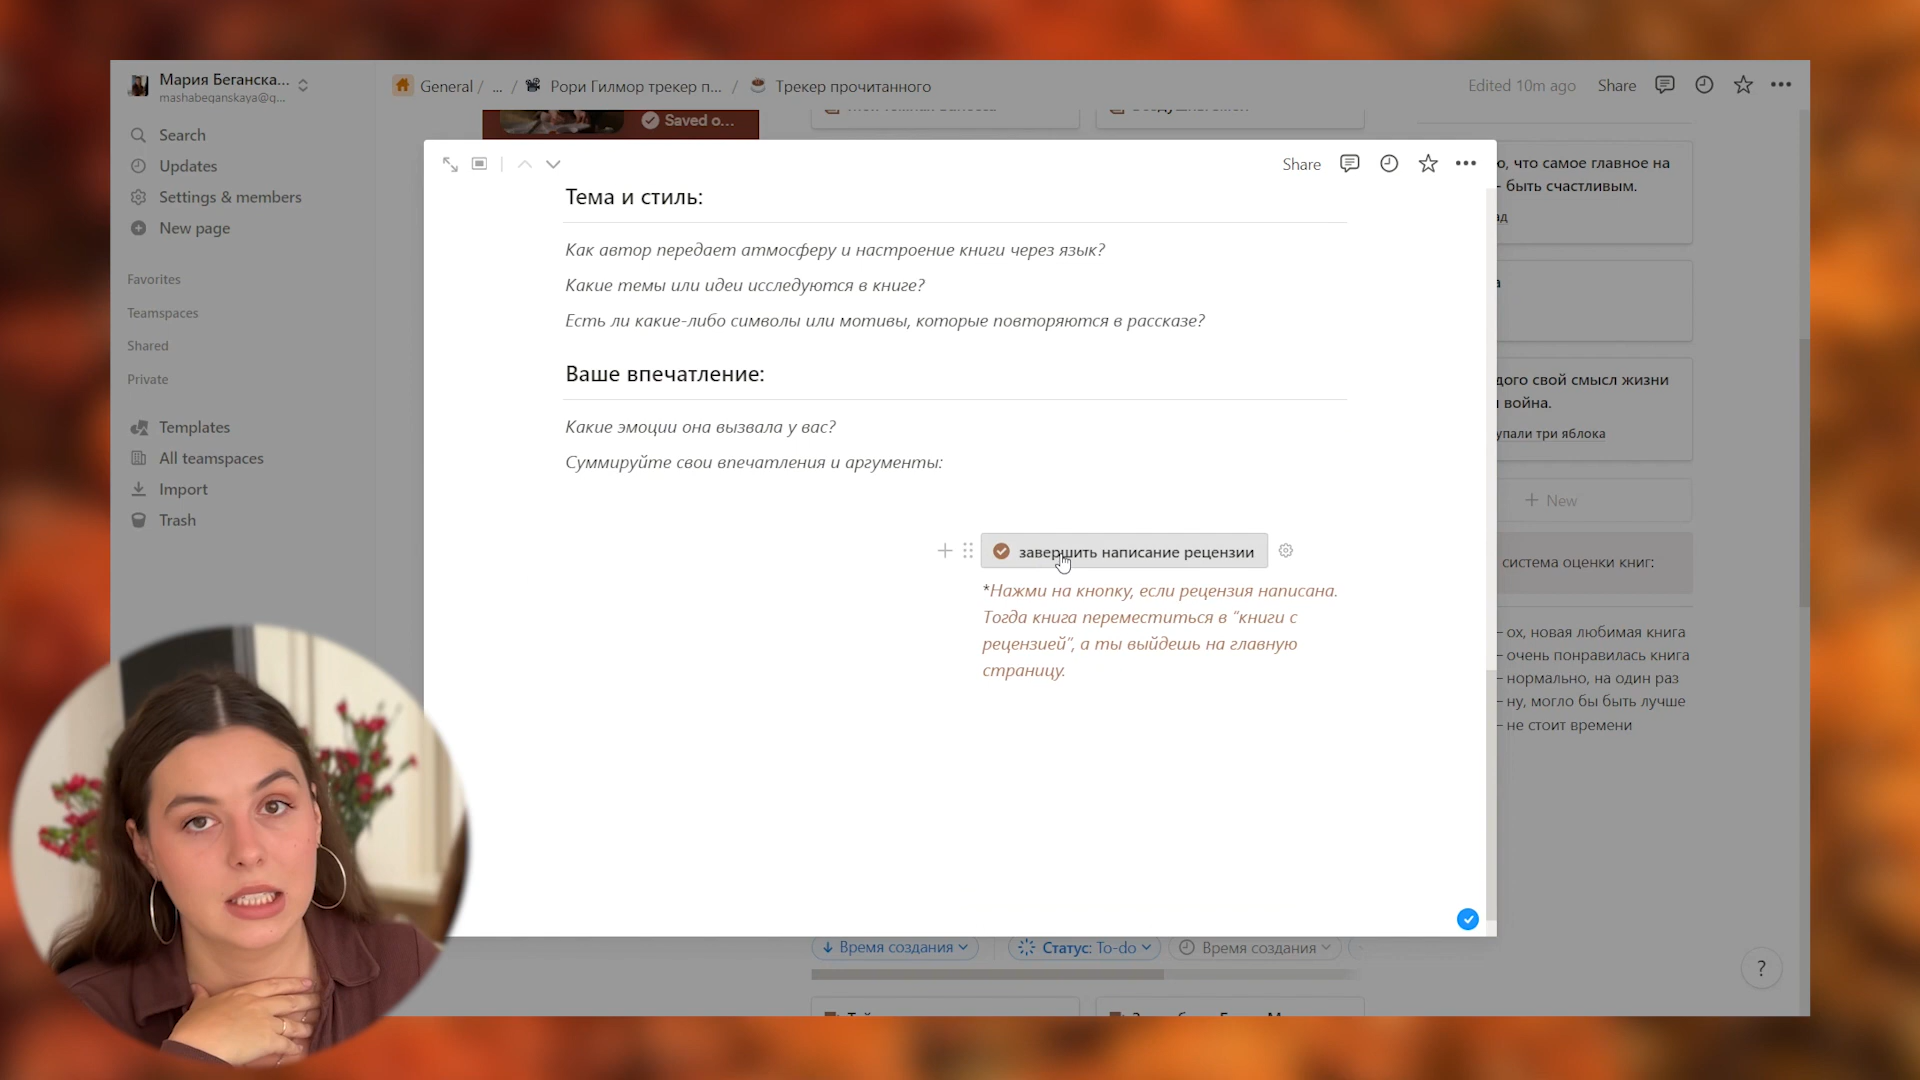 Мария Беганска...
mashabeganskaya@q...
General / ... / Рори Гилмор трекер п... / Трекер прочитанного
Edited 10m ago Share
Search
Updates
Settings & members
New page
Favorites
Teamspaces
Shared
Private
Templates
All teamspaces
Import
Trash
Saved o...
Share
Тема и стиль:
Как автор передает атмосферу и настроение книги через язык?
Какие темы или идеи исследуются в книге?
Есть ли какие-либо символы или мотивы, которые повторяются в рассказе?
Ваше впечатление:
Какие эмоции она вызвала у вас?
Суммируйте свои впечатления и аргументы:
завершить написание рецензии
*Нажми на кнопку, если рецензия написана.
Тогда книга переместиться в "книги с
рецензией", а ты выйдешь на главную
страницу.
о, что самое главное на
- быть счастливым.
ад
а
дого свой смысл жизни
война.
упали три яблока
+ New
система оценки книг:
– ох, новая любимая книга
– очень понравилась книга
– нормально, на один раз
– ну, могло бы быть лучше
– не стоит времени
Время создания Статус: To-do Время создания
?